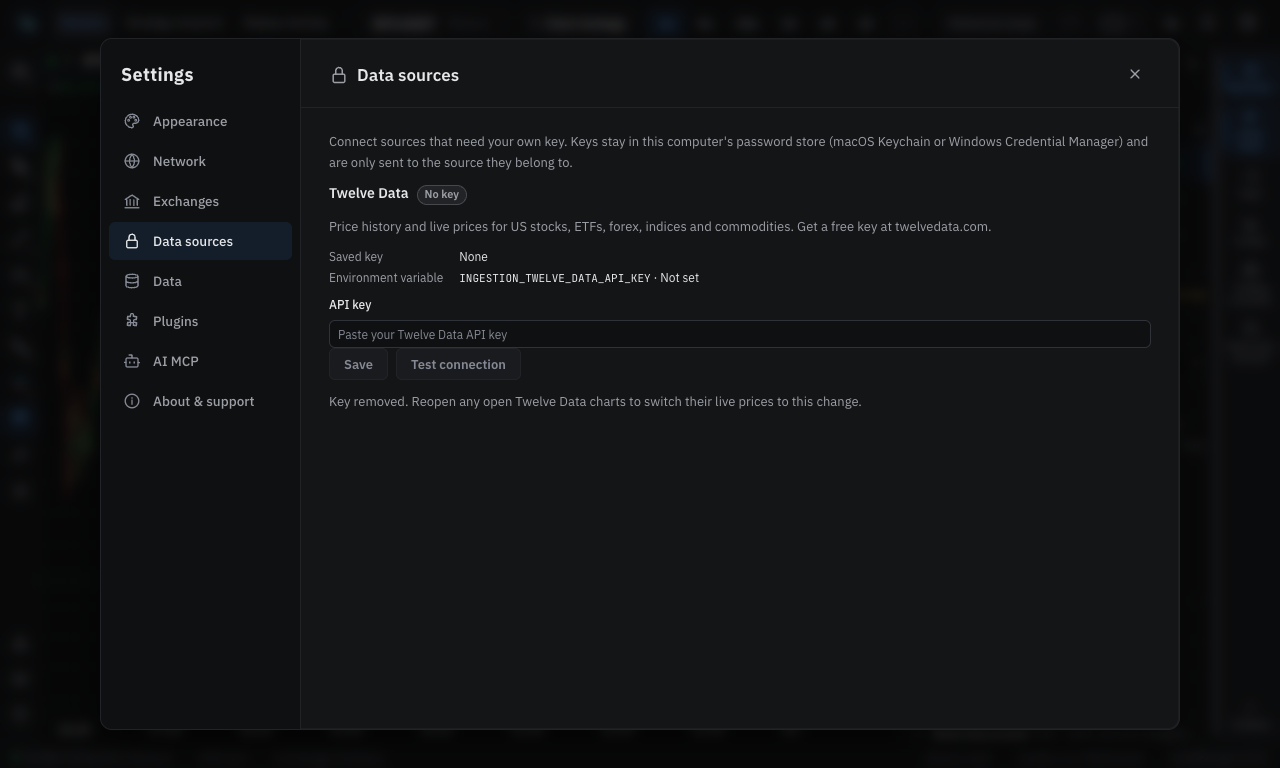 Settings
Appearance
Network
Exchanges
Data sources
Data
Plugins
AI MCP
About & support
Data sources
Connect sources that need your own key. Keys stay in this computer's password store (macOS Keychain or Windows Credential Manager) and
are only sent to the source they belong to.
Twelve Data No key
Price history and live prices for US stocks, ETFs, forex, indices and commodities. Get a free key at twelvedata.com.
Saved key None
Environment variable INGESTION_TWELVE_DATA_API_KEY · Not set
API key
Paste your Twelve Data API key
Save Test connection
Key removed. Reopen any open Twelve Data charts to switch their live prices to this change.